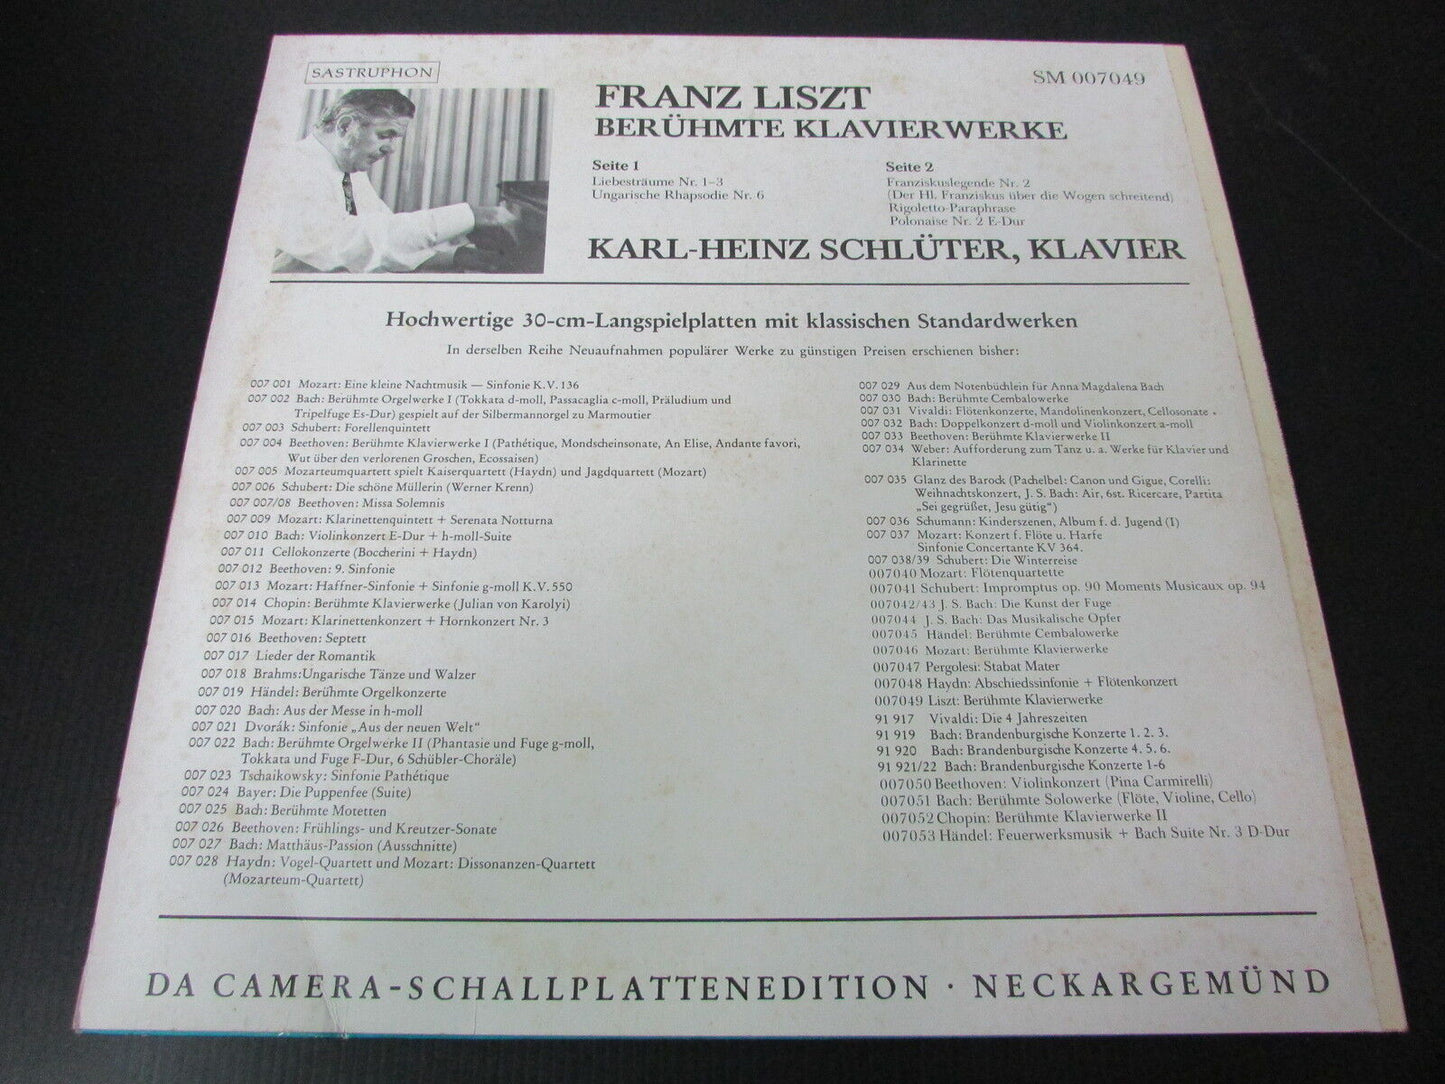 SASTRUPHON
SM 007049
FRANZ LISZT
BERÜHMTE KLAVIERWERKE
Seite 1
Liebesträume Nr. 1–3
Ungarische Rhapsodie Nr. 6
Seite 2
Franziskuslegende Nr. 2
(Der Hl. Franziskus über die Wogen schreitend)
Rigoletto-Paraphrase
Polonaise Nr. 2 E-Dur
KARL-HEINZ SCHLÜTER, KLAVIER
Hochwertige 30-cm-Langspielplatten mit klassischen Standardwerken
In derselben Reihe Neuaufnahmen populärer Werke zu günstigen Preisen erschienen bisher:
007 001 Mozart: Eine kleine Nachtmusik — Sinfonie K.V. 136
007 002 Bach: Berühmte Orgelwerke I (Tokkata d-moll, Passacaglia c-moll, Präludium und
Tripelfuge Es-Dur) gespielt auf der Silbermannorgel zu Marmoutier
007 003 Schubert: Forellenquintett
007 004 Beethoven: Berühmte Klavierwerke I (Pathétique, Mondscheinsonate, An Elise, Andante favori,
Wut über den verlorenen Groschen, Ecossaisen)
007 005 Mozarteumquartett spielt Kaiserquartett (Haydn) und Jagdquartett (Mozart)
007 006 Schubert: Die schöne Müllerin (Werner Krenn)
007 007/08 Beethoven: Missa Solemnis
007 009 Mozart: Klarinettenquintett + Serenata Notturna
007 010 Bach: Violinkonzert E-Dur + h-moll-Suite
007 011 Cellokonzerte (Boccherini + Haydn)
007 012 Beethoven: 9. Sinfonie
007 013 Mozart: Haffner-Sinfonie + Sinfonie g-moll K.V. 550
007 014 Chopin: Berühmte Klavierwerke (Julian von Karolyi)
007 015 Mozart: Klarinettenkonzert + Hornkonzert Nr. 3
007 016 Beethoven: Septett
007 017 Lieder der Romantik
007 018 Brahms:Ungarische Tänze und Walzer
007 019 Händel: Berühmte Orgelkonzerte
007 020 Bach: Aus der Messe in h-moll
007 021 Dvorák: Sinfonie „Aus der neuen Welt“
007 022 Bach: Berühmte Orgelwerke II (Phantasie und Fuge g-moll,
Tokkata und Fuge F-Dur, 6 Schübler-Choräle)
007 023 Tschaikowsky: Sinfonie Pathétique
007 024 Bayer: Die Puppenfee (Suite)
007 025 Bach: Berühmte Motetten
007 026 Beethoven: Frühlings- und Kreutzer-Sonate
007 027 Bach: Matthäus-Passion (Ausschnitte)
007 028 Haydn: Vogel-Quartett und Mozart: Dissonanzen-Quartett
(Mozarteum-Quartett)
007 029 Aus dem Notenbüchlein für Anna Magdalena Bach
007 030 Bach: Berühmte Cembalowerke
007 031 Vivaldi: Flötenkonzerte, Mandolinenkonzert, Cellosonate
007 032 Bach: Doppelkonzert d-moll und Violinkonzert a-moll
007 033 Beethoven: Berühmte Klavierwerke II
007 034 Weber: Aufforderung zum Tanz u. a. Werke für Klavier und
Klarinette
007 035 Glanz des Barock (Pachelbel: Canon und Gigue, Corelli:
Weihnachtskonzert, J. S. Bach: Air, 6st. Ricercare, Partita
„Sei gegrüßet, Jesu gütig“)
007 036 Schumann: Kinderszenen, Album f. d. Jugend (I)
007 037 Mozart: Konzert f. Flöte u. Harfe
Sinfonie Concertante KV 364.
007 038/39 Schubert: Die Winterreise
007040 Mozart: Flötenquartette
007041 Schubert: Impromptus op. 90 Moments Musicaux op. 94
007042/43 J. S. Bach: Die Kunst der Fuge
007044 J. S. Bach: Das Musikalische Opfer
007045 Händel: Berühmte Cembalowerke
007046 Mozart: Berühmte Klavierwerke
007047 Pergolesi: Stabat Mater
007048 Haydn: Abschiedssinfonie + Flötenkonzert
007049 Liszt: Berühmte Klavierwerke
91 917 Vivaldi: Die 4 Jahreszeiten
91 919 Bach: Brandenburgische Konzerte 1. 2. 3.
91 920 Bach: Brandenburgische Konzerte 4. 5. 6.
91 921/22 Bach: Brandenburgische Konzerte 1-6
007050 Beethoven: Violinkonzert (Pina Carmirelli)
007051 Bach: Berühmte Solowerke (Flöte, Violine, Cello)
007052 Chopin: Berühmte Klavierwerke II
007053 Händel: Feuerwerksmusik + Bach Suite Nr. 3 D-Dur
DA CAMERA-SCHALLPLATTENEDITION · NECKARGEMÜND